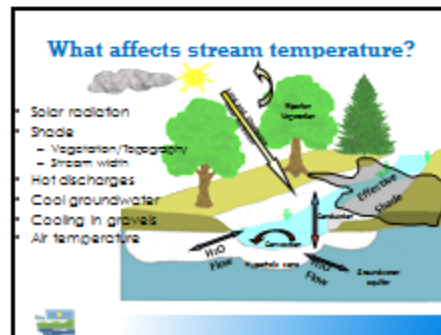 What affects stream temperature?
Solar radiation
Shade
– Vegetation/Topography
– Stream width
Hot discharges
Cool groundwater
Cooling in gravels
Air temperature
Riparian
Vegetation
Effective
Shade
Conduction
Convection
H2O
Flow
Hyporheic zone
H2O
Flow
Groundwater
aquifer